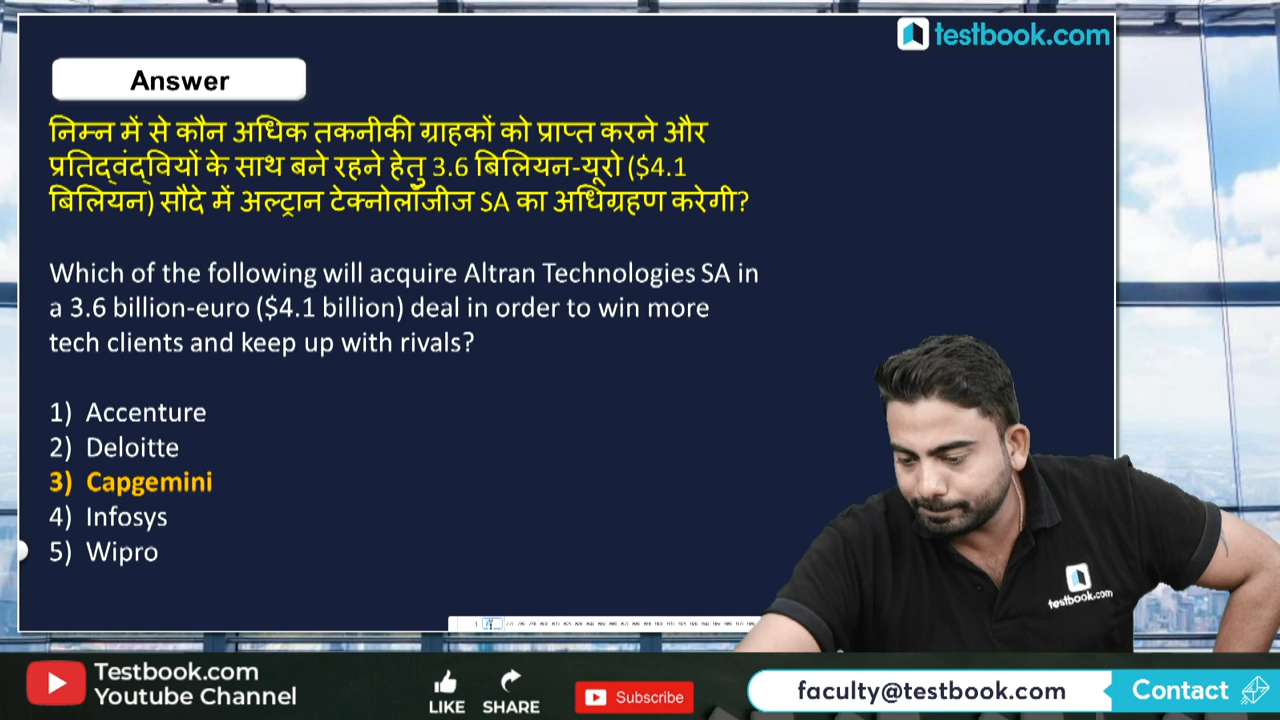 testbook.com
Answer
निम्न में से कौन अधिक तकनीकी ग्राहकों को प्राप्त करने और
प्रतिद्वंद्वियों के साथ बने रहने हेतु 3.6 बिलियन-यूरो ($4.1
बिलियन) सौदे में अल्ट्रान टेक्नोलॉजीज SA का अधिग्रहण करेगी?
Which of the following will acquire Altran Technologies SA in
a 3.6 billion-euro ($4.1 billion) deal in order to win more
tech clients and keep up with rivals?
1) Accenture
2) Deloitte
3) Capgemini
4) Infosys
5) Wipro
testbook.com
Testbook.com
Youtube Channel
LIKE
SHARE
Subscribe
faculty@testbook.com
Contact